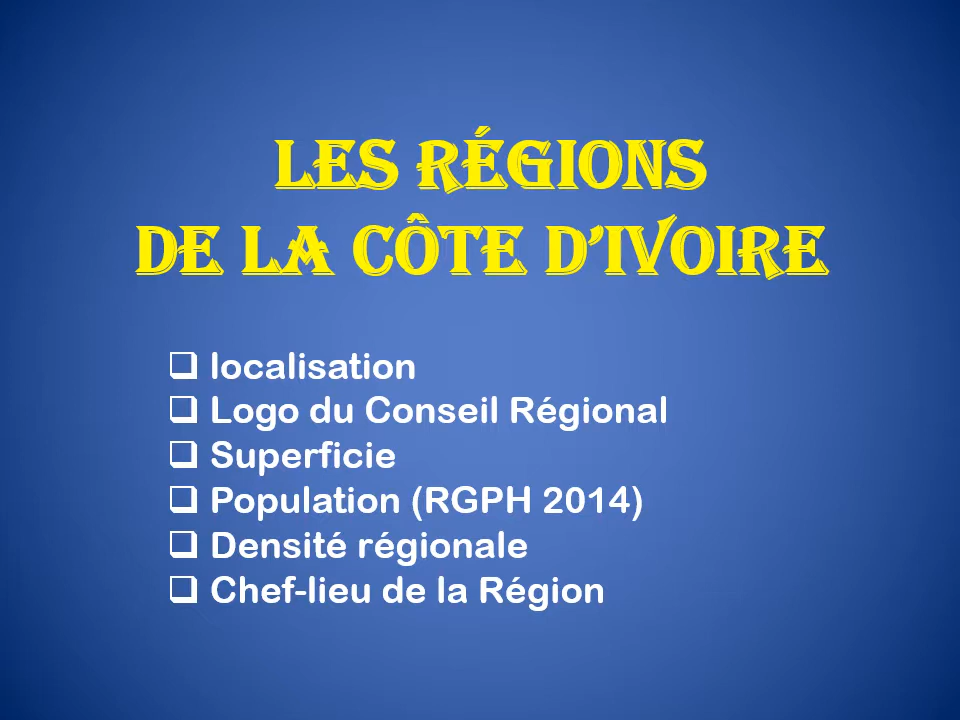 LES RÉGIONS
DE LA CÔTE D’IVOIRE
❑ localisation
❑ Logo du Conseil Régional
❑ Superficie
❑ Population (RGPH 2014)
❑ Densité régionale
❑ Chef-lieu de la Région